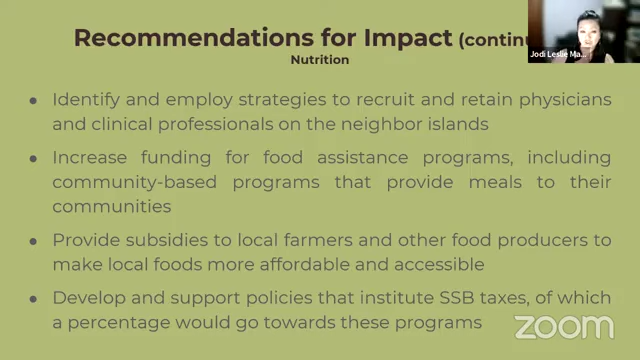 Recommendations for Impact (continu
Jodi Leslie Ma...
Nutrition
● Identify and employ strategies to recruit and retain physicians
and clinical professionals on the neighbor islands
● Increase funding for food assistance programs, including
community-based programs that provide meals to their
communities
● Provide subsidies to local farmers and other food producers to
make local foods more affordable and accessible
● Develop and support policies that institute SSB taxes, of which
a percentage would go towards these programs
zoom